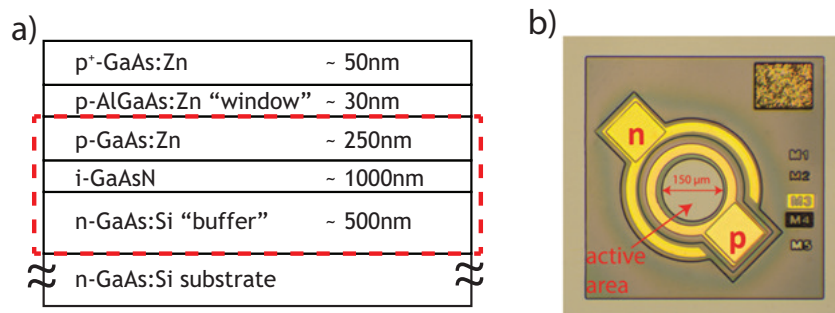 a)
p⁺-GaAs:Zn ~ 50nm
p-AlGaAs:Zn “window” ~ 30nm
p-GaAs:Zn ~ 250nm
i-GaAsN ~ 1000nm
n-GaAs:Si “buffer” ~ 500nm
n-GaAs:Si substrate
b)
n
M1
M2
150 μm
M3
M4
p
M5
active
area